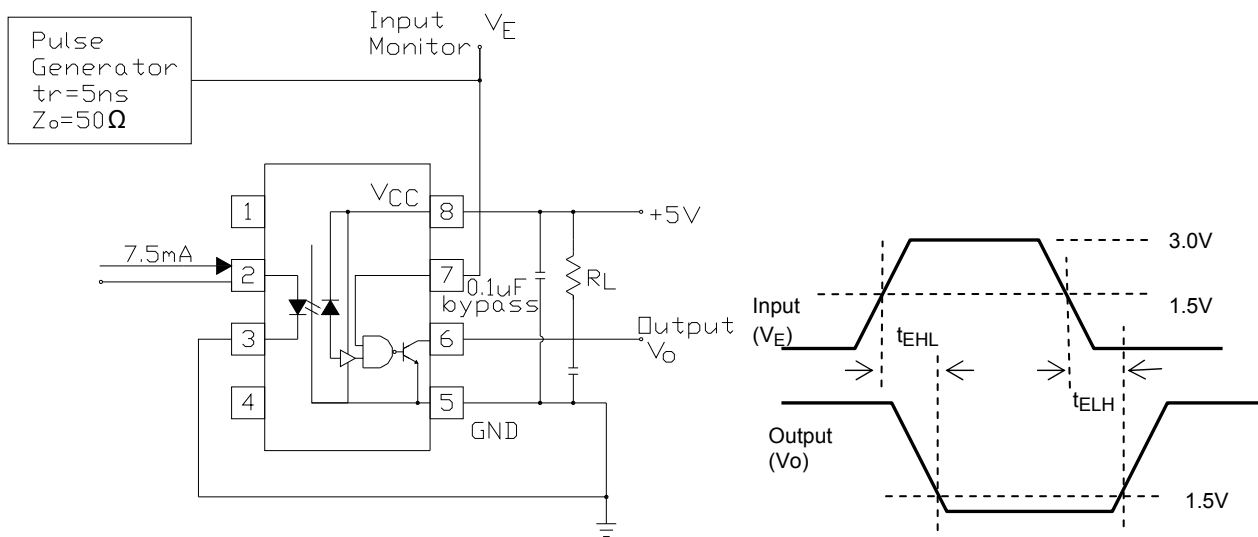 Pulse
Generator
tr=5ns
Zo=50Ω
Input
Monitor
VE
VCC
1
2
3
4
8
7
6
5
7.5mA
+5V
0.1uF
bypass
RL
Output
Vo
GND
3.0V
1.5V
Input
(VE)
tEHL
tELH
Output
(Vo)
1.5V